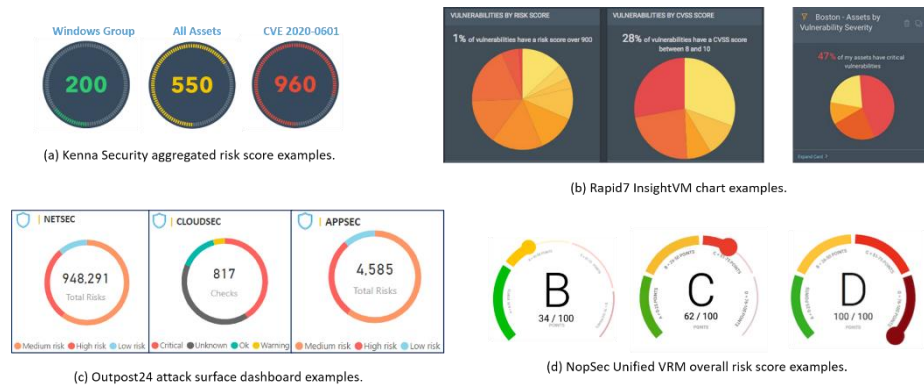 Windows Group
All Assets
CVE 2020-0601
200
550
960
(a) Kenna Security aggregated risk score examples.
VULNERABILITIES BY RISK SCORE
1% of vulnerabilities have a risk score over 900
VULNERABILITIES BY CVSS SCORE
28% of vulnerabilities have a CVSS score
between 8 and 10
Boston - Assets by
Vulnerability Severity
47% of my assets have critical
vulnerabilities
Expand Card
(b) Rapid7 InsightVM chart examples.
NETSEC
948,291
Total Risks
Medium risk High risk Low risk
CLOUDSEC
817
Checks
Critical Unknown Ok Warning
APPSEC
4,585
Total Risks
Medium risk High risk Low risk
(c) Outpost24 attack surface dashboard examples.
B
34 / 100
POINTS
C
62 / 100
POINTS
D
100 / 100
POINTS
(d) NopSec Unified VRM overall risk score examples.